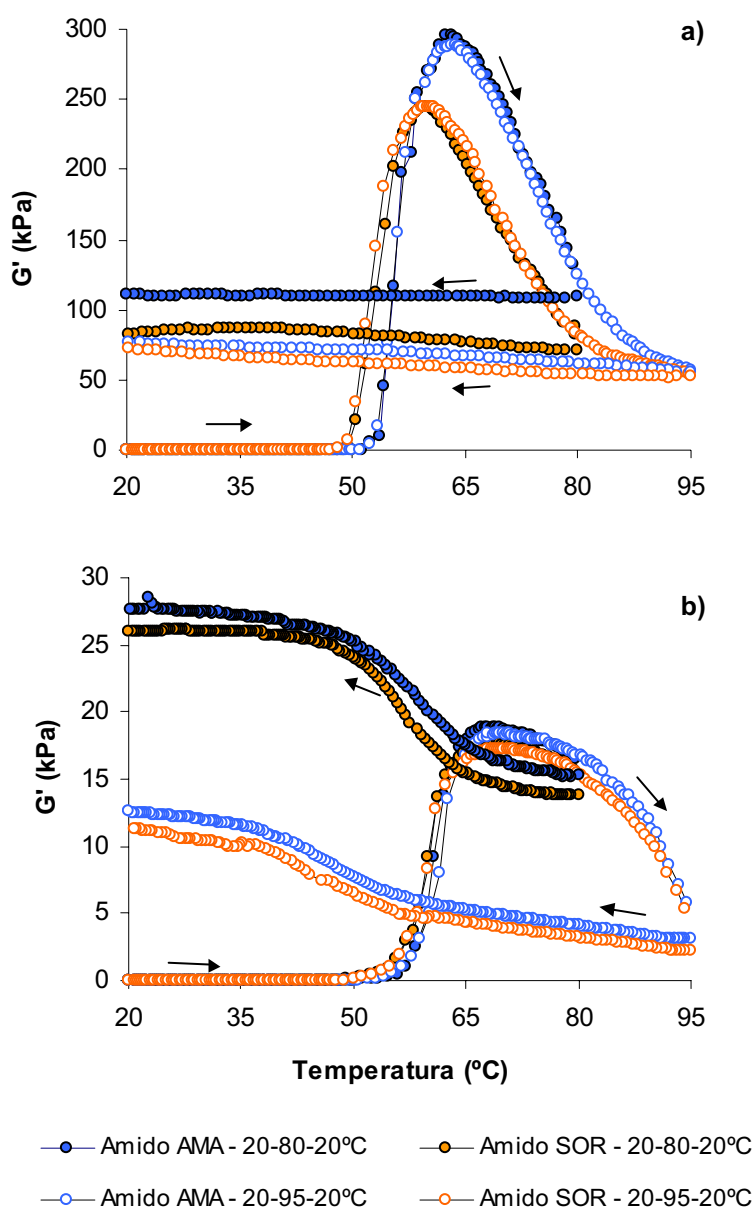 a)
G' (kPa)
300
250
200
150
100
50
0
20 35 50 65 80 95
b)
G' (kPa)
30
25
20
15
10
5
0
20 35 50 65 80 95
Temperatura (ºC)
Amido AMA - 20-80-20ºC
Amido SOR - 20-80-20ºC
Amido AMA - 20-95-20ºC
Amido SOR - 20-95-20ºC